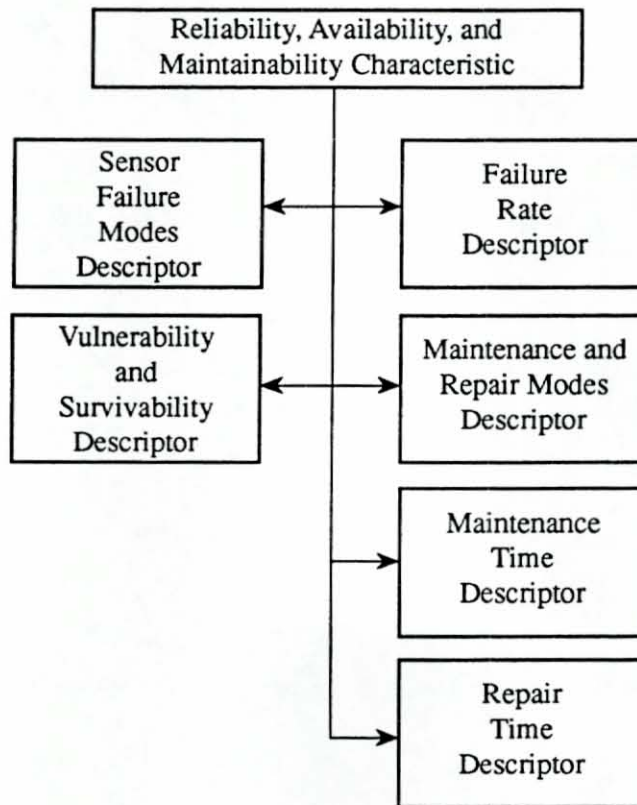 Reliability, Availability, and
Maintainability Characteristic
Sensor
Failure
Modes
Descriptor
Failure
Rate
Descriptor
Vulnerability
and
Survivability
Descriptor
Maintenance and
Repair Modes
Descriptor
Maintenance
Time
Descriptor
Repair
Time
Descriptor